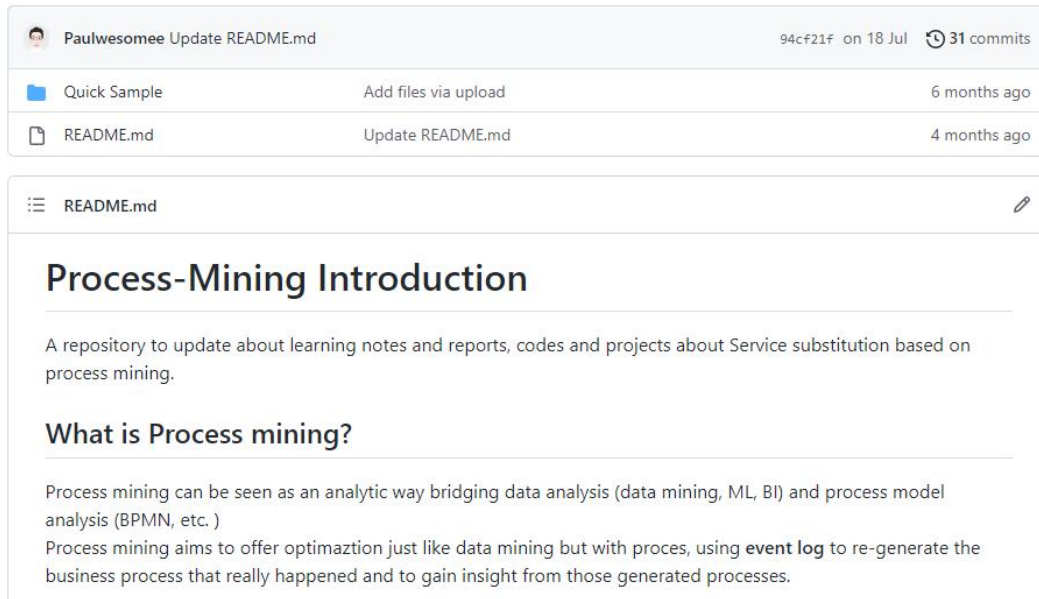 Paulwesomee Update README.md 94cf21f on 18 Jul 31 commits
Quick Sample Add files via upload 6 months ago
README.md Update README.md 4 months ago
README.md
Process-Mining Introduction
A repository to update about learning notes and reports, codes and projects about Service substitution based on
process mining.
What is Process mining?
Process mining can be seen as an analytic way bridging data analysis (data mining, ML, BI) and process model
analysis (BPMN, etc. )
Process mining aims to offer optimaztion just like data mining but with proces, using event log to re-generate the
business process that really happened and to gain insight from those generated processes.